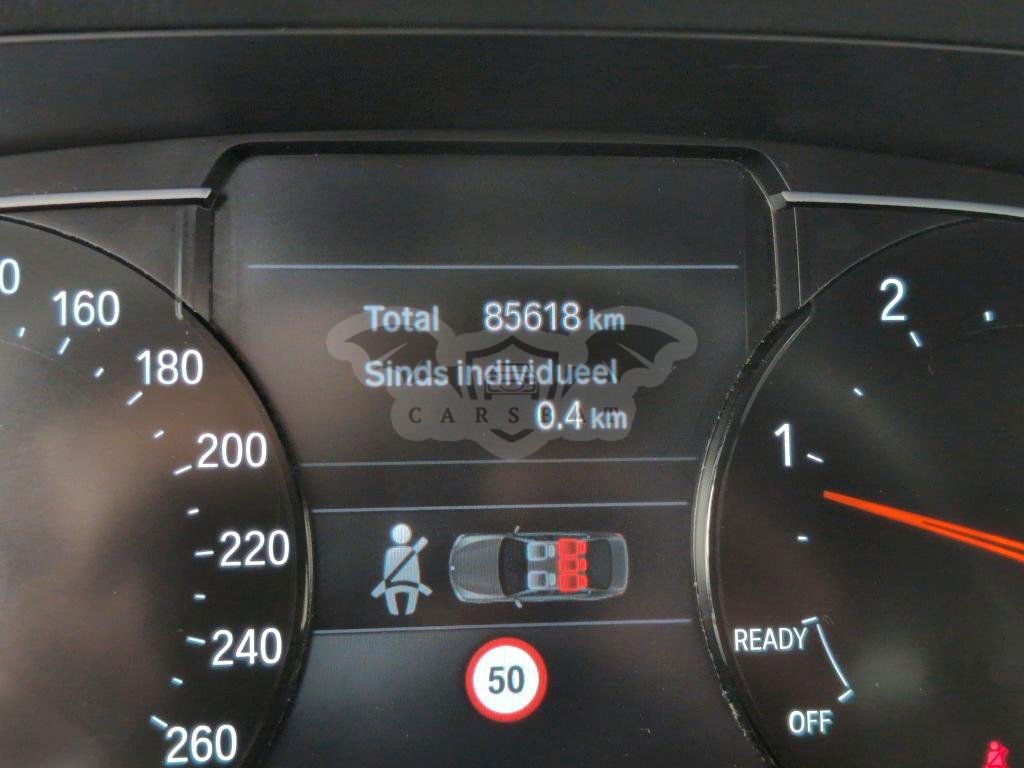 Total 85618 km
Sinds individueel
0.4 km
CARSBAT
160
180
200
220
240
260
50
2
1
READY
OFF